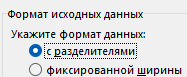 Формат исходных данных
Укажите формат данных:
с разделителями
фиксированной ширины